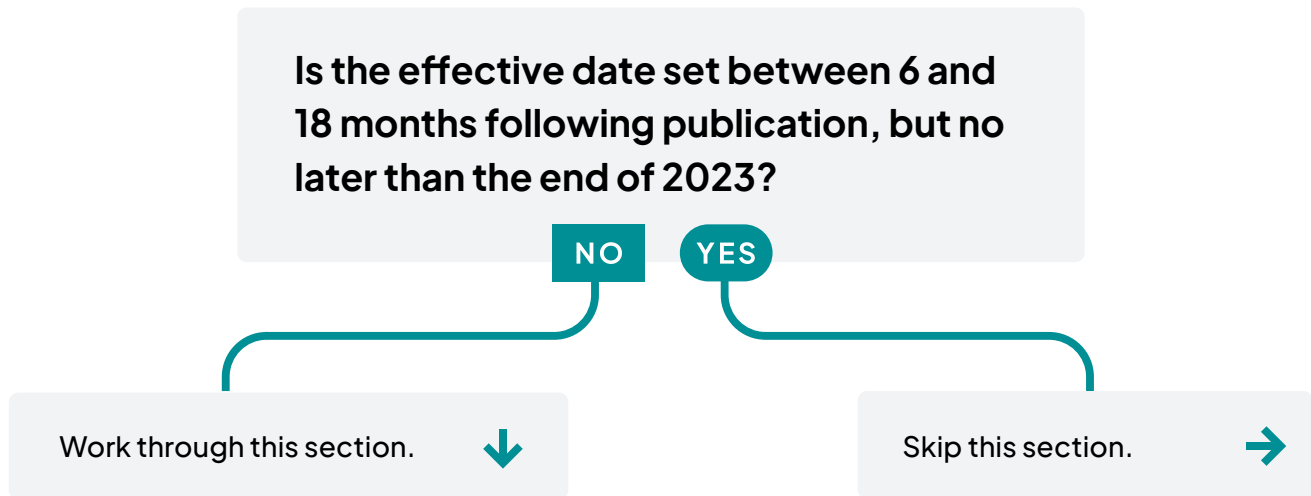 Is the effective date set between 6 and
18 months following publication, but no
later than the end of 2023?
NO
YES
Work through this section.
Skip this section.